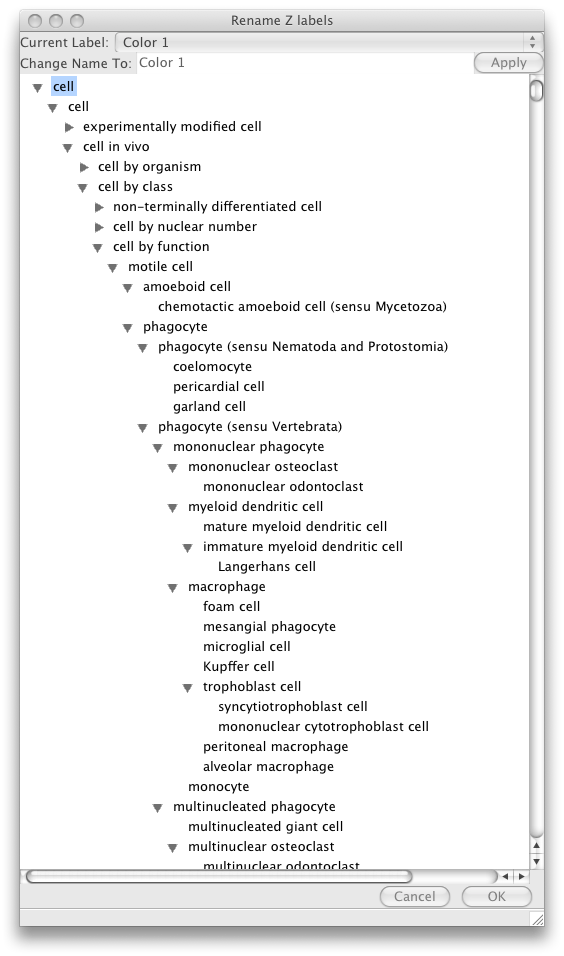 Rename Z labels
Current Label: Color 1
Change Name To: Color 1 Apply
cell
cell
experimentally modified cell
cell in vivo
cell by organism
cell by class
non-terminally differentiated cell
cell by nuclear number
cell by function
motile cell
amoeboid cell
chemotactic amoeboid cell (sensu Mycetozoa)
phagocyte
phagocyte (sensu Nematoda and Protostomia)
coelomocyte
pericardial cell
garland cell
phagocyte (sensu Vertebrata)
mononuclear phagocyte
mononuclear osteoclast
mononuclear odontoclast
myeloid dendritic cell
mature myeloid dendritic cell
immature myeloid dendritic cell
Langerhans cell
macrophage
foam cell
mesangial phagocyte
microglial cell
Kupffer cell
trophoblast cell
syncytiotrophoblast cell
mononuclear cytotrophoblast cell
peritoneal macrophage
alveolar macrophage
monocyte
multinucleated phagocyte
multinucleated giant cell
multinuclear osteoclast
multinuclear odontoclast
Cancel OK